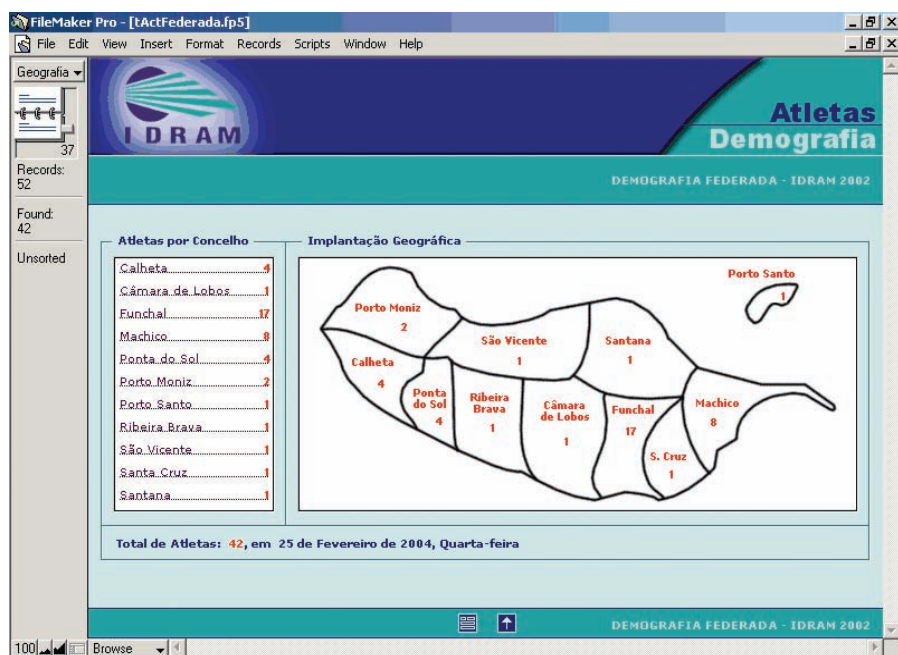 FileMaker Pro - [tActFederada.fp5]
File Edit View Insert Format Records Scripts Window Help
Geografia
37
Records:
52
Found:
42
Unsorted
IDRAM
Atletas
Demografia
DEMOGRAFIA FEDERADA - IDRAM 2002
Atletas por Concelho
Calheta 4
Câmara de Lobos 1
Funchal 17
Machico 8
Ponta do Sol 4
Porto Moniz 2
Porto Santo 1
Ribeira Brava 1
São Vicente 1
Santa Cruz 1
Santana 1
Implantação Geográfica
Porto Santo
1
Porto Moniz
2
São Vicente
1
Santana
1
Calheta
4
Ponta
do Sol
4
Ribeira
Brava
1
Câmara
de Lobos
1
Funchal
17
Machico
8
S. Cruz
1
Total de Atletas: 42, em 25 de Fevereiro de 2004, Quarta-feira
DEMOGRAFIA FEDERADA - IDRAM 2002
100 Browse